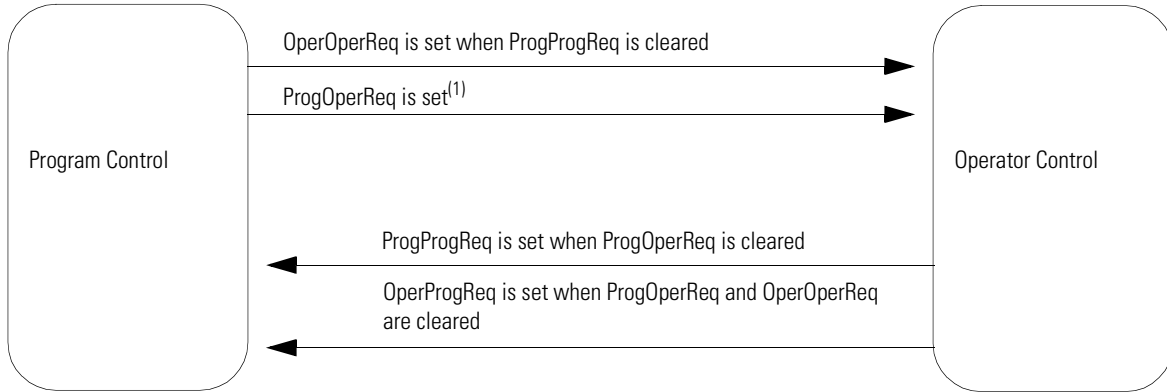 OperOperReq is set when ProgProgReq is cleared
ProgOperReq is set(1)
Program Control
Operator Control
ProgProgReq is set when ProgOperReq is cleared
OperProgReq is set when ProgOperReq and OperOperReq
are cleared